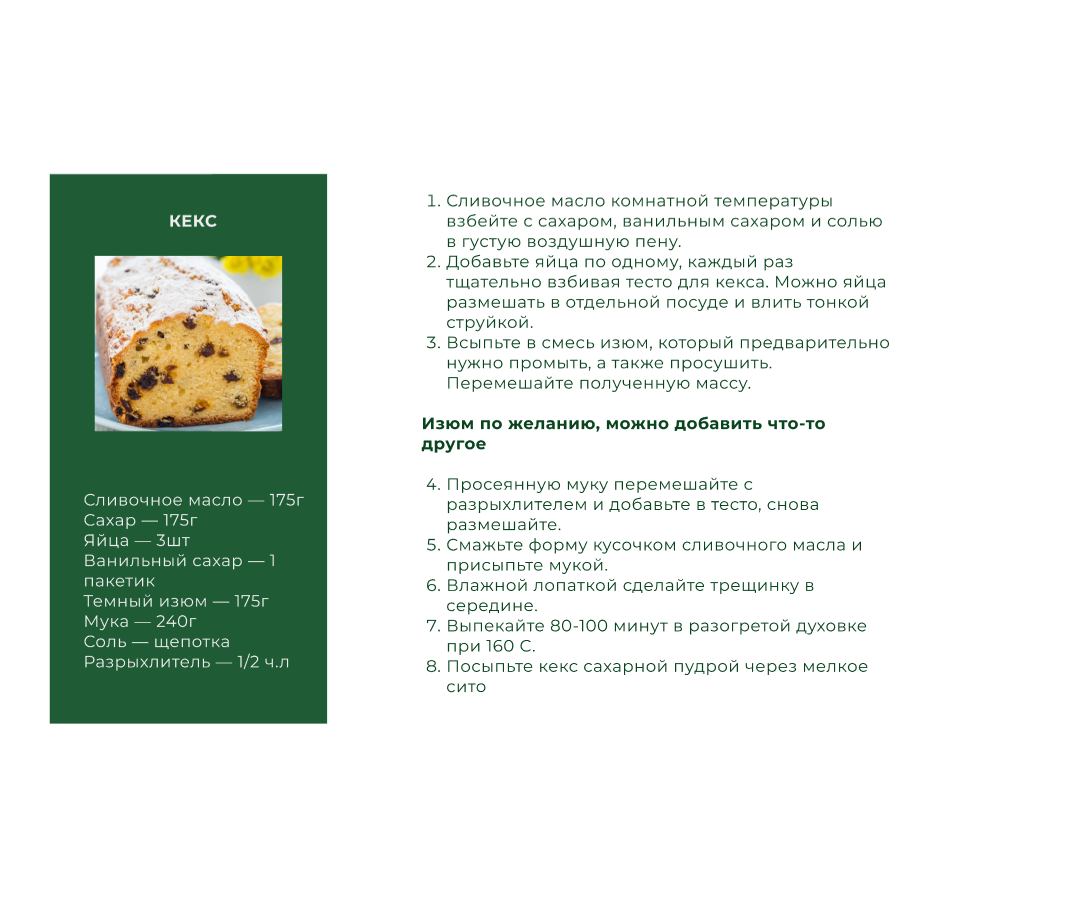 КЕКС
Сливочное масло — 175г
Сахар — 175г
Яйца — 3шт
Ванильный сахар — 1
пакетик
Темный изюм — 175г
Мука — 240г
Соль — щепотка
Разрыхлитель — 1/2 ч.л
1. Сливочное масло комнатной температуры
взбейте с сахаром, ванильным сахаром и солью
в густую воздушную пену.
2. Добавьте яйца по одному, каждый раз
тщательно взбивая тесто для кекса. Можно яйца
размешать в отдельной посуде и влить тонкой
струйкой.
3. Всыпьте в смесь изюм, который предварительно
нужно промыть, а также просушить.
Перемешайте полученную массу.
Изюм по желанию, можно добавить что-то
другое
4. Просеянную муку перемешайте с
разрыхлителем и добавьте в тесто, снова
размешайте.
5. Смажьте форму кусочком сливочного масла и
присыпьте мукой.
6. Влажной лопаткой сделайте трещинку в
середине.
7. Выпекайте 80-100 минут в разогретой духовке
при 160 С.
8. Посыпьте кекс сахарной пудрой через мелкое
сито